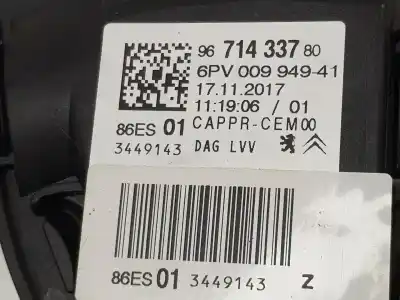 96 714 337 80
6PV 009 949-41
17.11.2017
11:19:06 / 01
86ES 01 CAPPR-CEM00
3449143 DAG LVV
86ES 01 3449143 Z